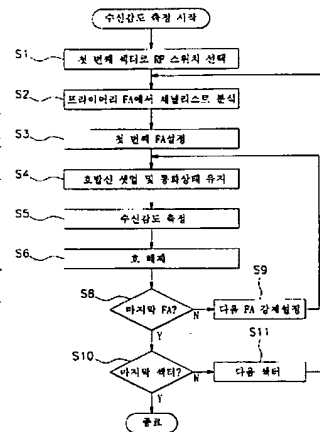 수신감도 측정 시작
S1
첫 번째 섹터로 RF 스위치 선택
S2
프라이머리 FA에서 채널리스트 분석
S3
첫 번째 FA설정
S4
호발신 셋업 및 통화상태 유지
S5
수신감도 측정
S6
호 해제
S8
마지막 FA?
N
S9
다음 FA 강제설정
Y
S10
마지막 섹터?
N
S11
다음 섹터
Y
종료